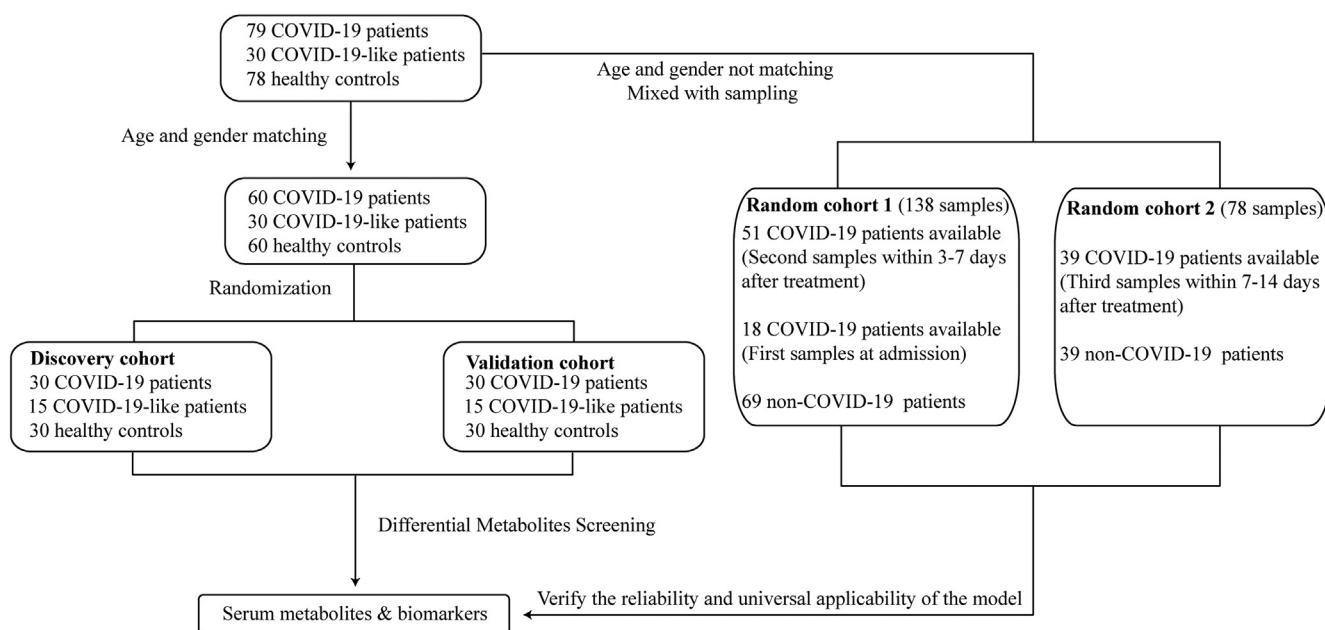 79 COVID-19 patients
30 COVID-19-like patients
78 healthy controls
Age and gender not matching
Mixed with sampling
Age and gender matching
60 COVID-19 patients
30 COVID-19-like patients
60 healthy controls
Randomization
Discovery cohort
30 COVID-19 patients
15 COVID-19-like patients
30 healthy controls
Validation cohort
30 COVID-19 patients
15 COVID-19-like patients
30 healthy controls
Random cohort 1 (138 samples)
51 COVID-19 patients available
(Second samples within 3-7 days
after treatment)
18 COVID-19 patients available
(First samples at admission)
69 non-COVID-19 patients
Random cohort 2 (78 samples)
39 COVID-19 patients available
(Third samples within 7-14 days
after treatment)
39 non-COVID-19 patients
Differential Metabolites Screening
Serum metabolites & biomarkers
Verify the reliability and universal applicability of the model